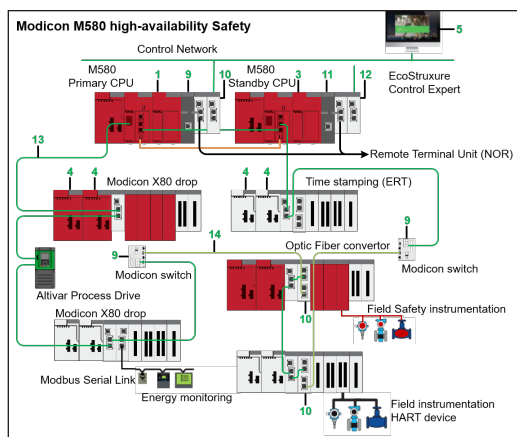 Modicon M580 high-availability Safety
Control Network
5
M580
Primary CPU
1
9
10
M580
Standby CPU
3
11
12
EcoStruxure
Control Expert
13
Remote Terminal Unit (NOR)
4
4
Modicon X80 drop
4
4
Time stamping (ERT)
14
Optic Fiber convertor
9
Modicon switch
9
Modicon switch
Altivar Process Drive
Modicon X80 drop
10
Field Safety instrumentation
Modbus Serial Link
Energy monitoring
10
Field instrumentation
HART device